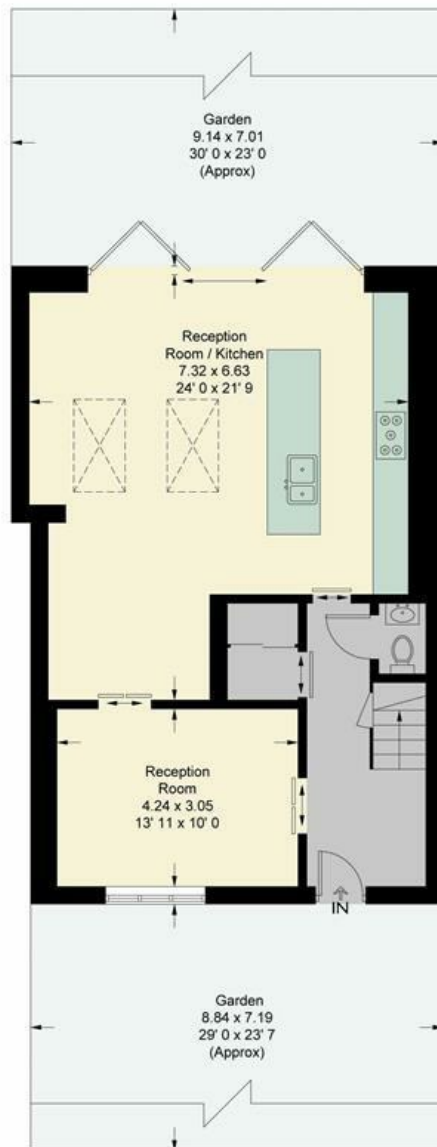 Garden
9.14 x 7.01
30' 0 x 23' 0
(Approx)
Reception
Room / Kitchen
7.32 x 6.63
24' 0 x 21' 9
Reception
Room
4.24 x 3.05
13' 11 x 10' 0
IN
Garden
8.84 x 7.19
29' 0 x 23' 7
(Approx)